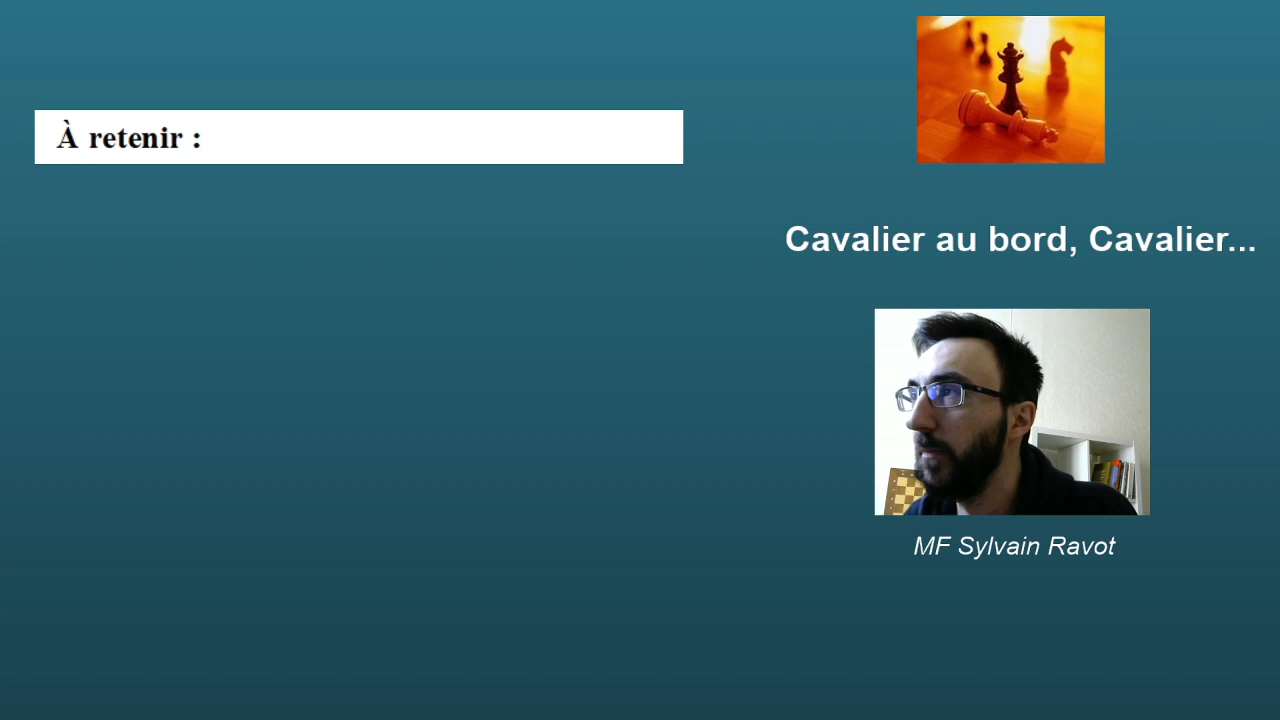 À retenir :
Cavalier au bord, Cavalier...
MF Sylvain Ravot